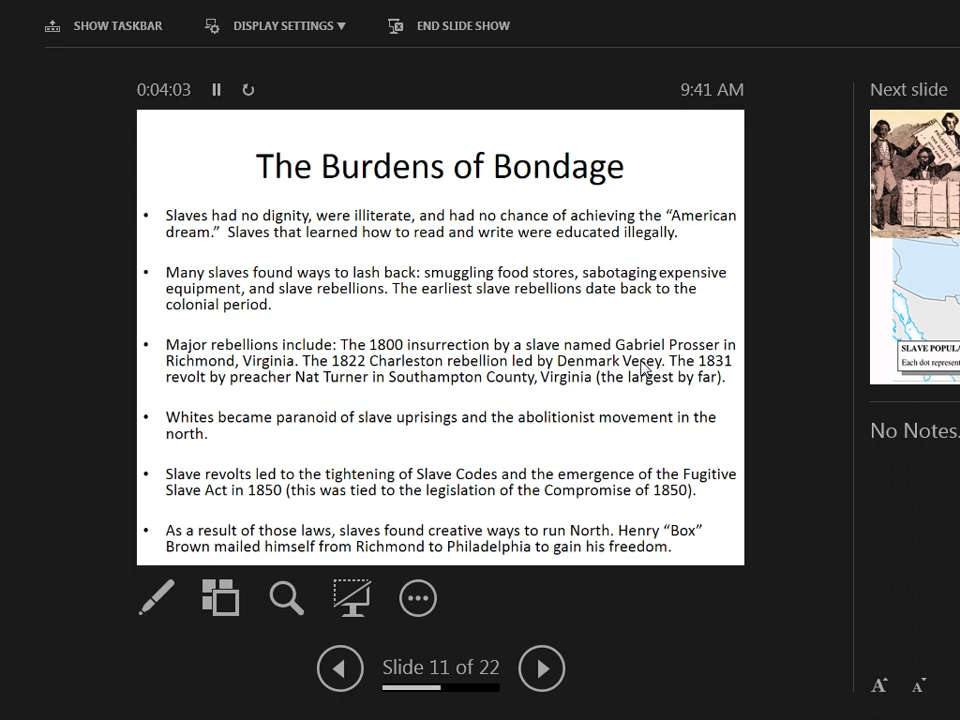 SHOW TASKBAR DISPLAY SETTINGS ▼ END SLIDE SHOW
0:04:03 9:41 AM
The Burdens of Bondage
• Slaves had no dignity, were illiterate, and had no chance of achieving the “American
dream.” Slaves that learned how to read and write were educated illegally.
• Many slaves found ways to lash back: smuggling food stores, sabotaging expensive
equipment, and slave rebellions. The earliest slave rebellions date back to the
colonial period.
• Major rebellions include: The 1800 insurrection by a slave named Gabriel Prosser in
Richmond, Virginia. The 1822 Charleston rebellion led by Denmark Vesey. The 1831
revolt by preacher Nat Turner in Southampton County, Virginia (the largest by far).
• Whites became paranoid of slave uprisings and the abolitionist movement in the
north.
• Slave revolts led to the tightening of Slave Codes and the emergence of the Fugitive
Slave Act in 1850 (this was tied to the legislation of the Compromise of 1850).
• As a result of those laws, slaves found creative ways to run North. Henry “Box”
Brown mailed himself from Richmond to Philadelphia to gain his freedom.
Slide 11 of 22
Next slide
SLAVE POPULA
Each dot represent
No Notes.
A A